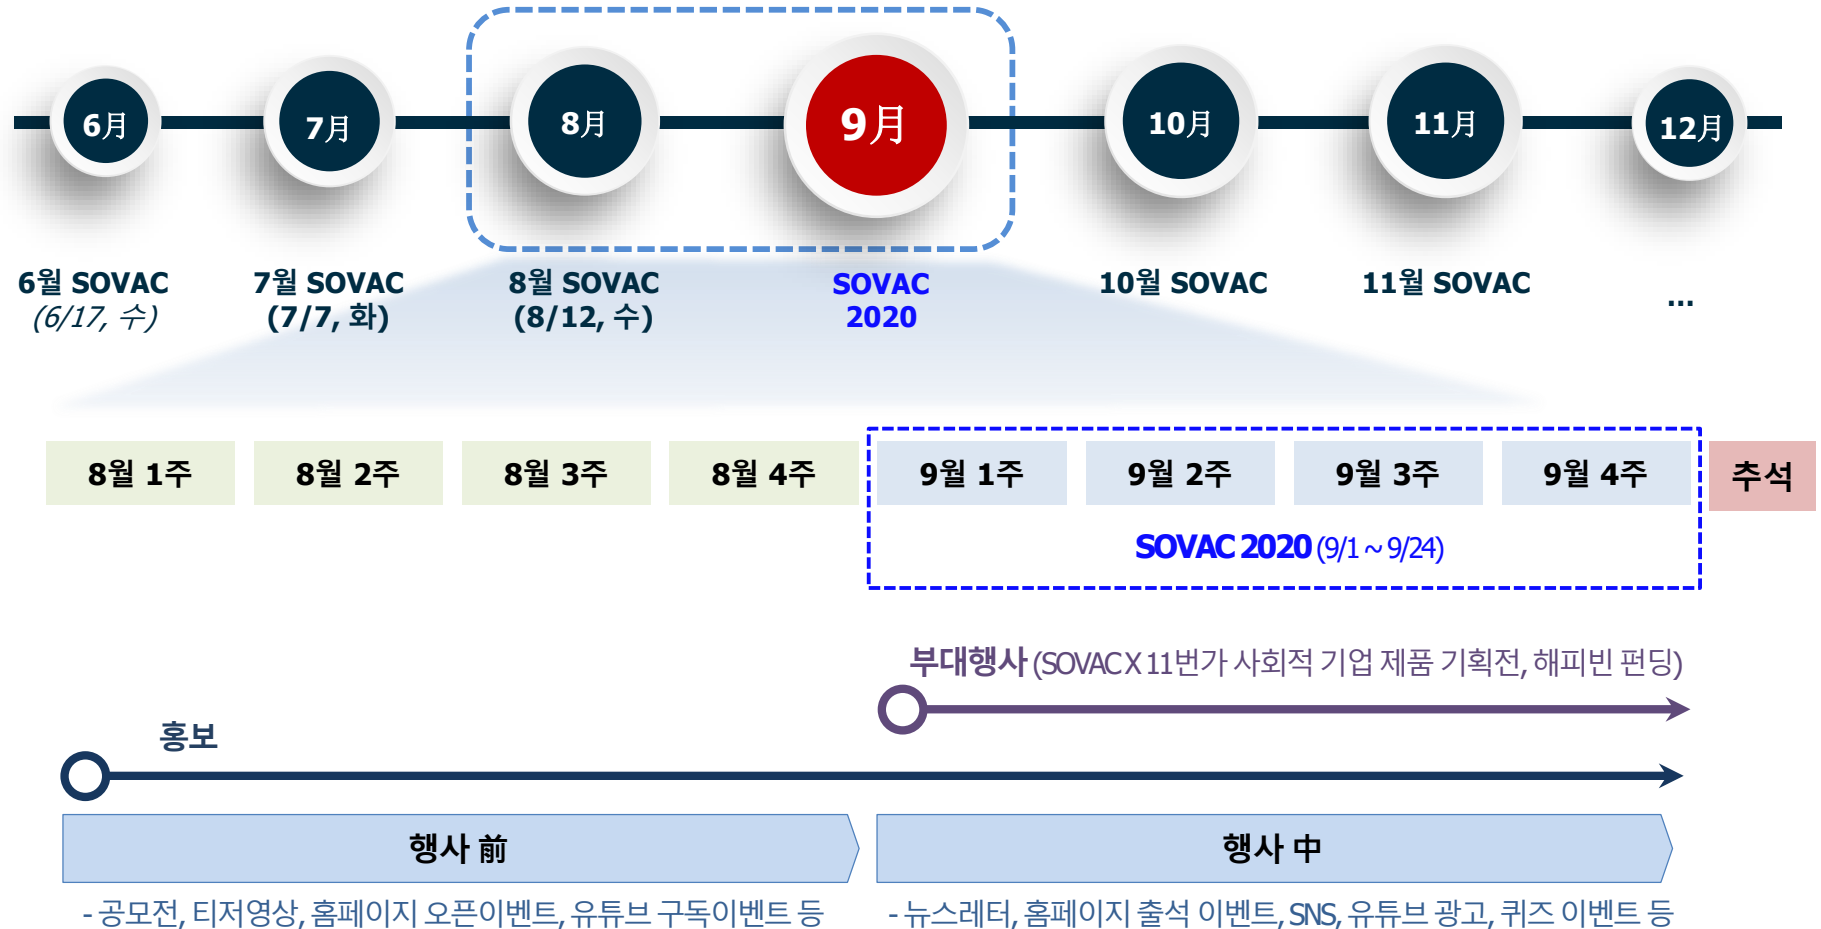 6月
7月
8月
9月
10月
11月
12月
6월 SOVAC
(6/17, 수)
7월 SOVAC
(7/7, 화)
8월 SOVAC
(8/12, 수)
SOVAC
2020
10월 SOVAC
11월 SOVAC
...
8월 1주
8월 2주
8월 3주
8월 4주
9월 1주
9월 2주
9월 3주
9월 4주
추석
SOVAC 2020 (9/1 ~ 9/24)
부대행사 (SOVAC X 11번가 사회적 기업 제품 기획전, 해피빈 펀딩)
홍보
행사 前
행사 中
- 공모전, 티저영상, 홈페이지 오픈이벤트, 유튜브 구독이벤트 등
- 뉴스레터, 홈페이지 출석 이벤트, SNS, 유튜브 광고, 퀴즈 이벤트 등